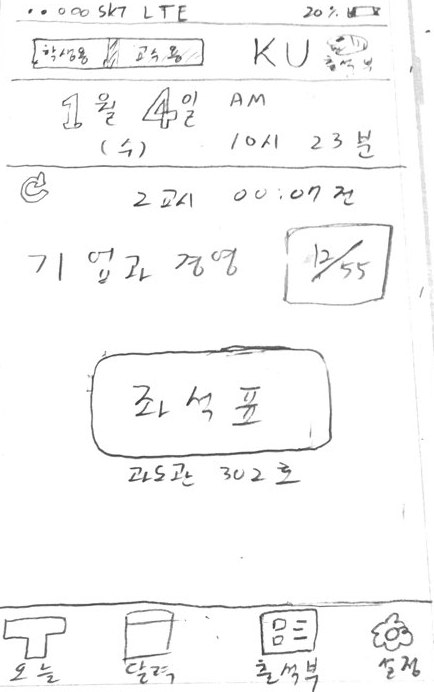 SKT LTE 20%
학생용 교수용 KU 출석부
1월 4일 AM
(수) 10시 23분
2교시 00:07 전
기업과 경영 12/55
좌석표
과도관 302호
오늘 달력 출석부 설정